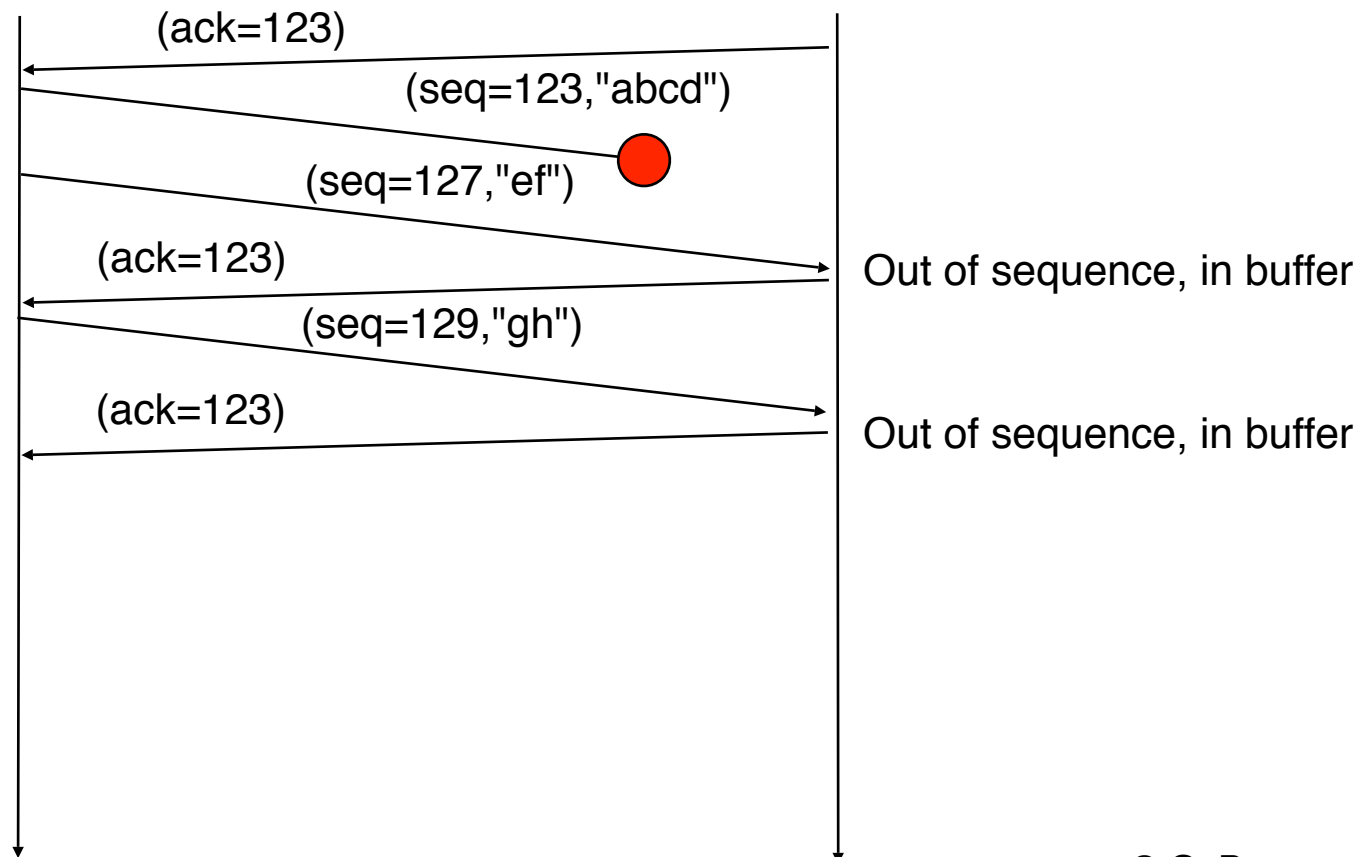 (ack=123)
(seq=123,"abcd")
(seq=127,"ef")
(ack=123)
Out of sequence, in buffer
(seq=129,"gh")
(ack=123)
Out of sequence, in buffer